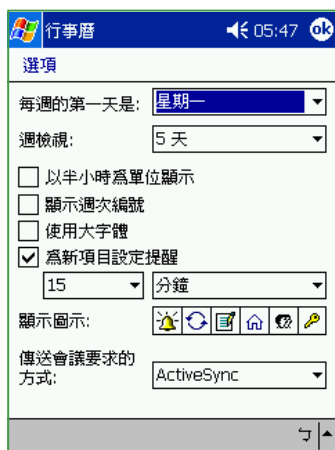 行事曆 05:47 ok
選項
每週的第一天是: 星期一
週檢視: 5 天
以半小時為單位顯示
顯示週次編號
使用大字體
為新項目設定提醒
15 分鐘
顯示圖示:
傳送會議要求的
方式: ActiveSync
ㄅ